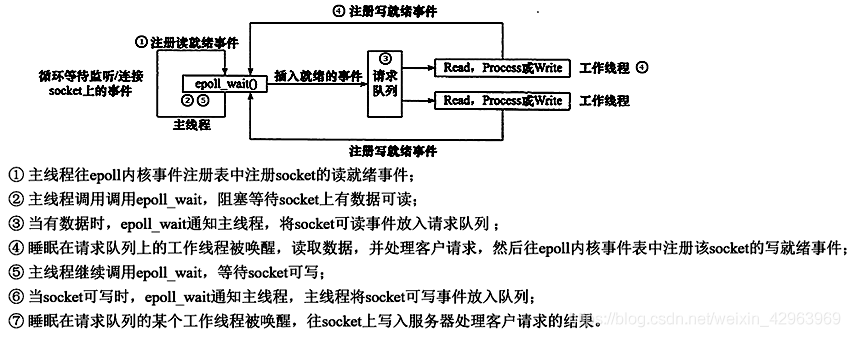 ④ 注册写就绪事件
① 注册读就绪事件
循环等待监听/连接
socket上的事件
epoll_wait()
② ⑤
主线程
插入就绪的事件
③
请求
队列
Read，Process或Write
工作线程 ④
Read，Process或Write
工作线程
注册写就绪事件
① 主线程往epoll内核事件注册表中注册socket的读就绪事件；
② 主线程调用调用epoll_wait，阻塞等待socket上有数据可读；
③ 当有数据时，epoll_wait通知主线程，将socket可读事件放入请求队列；
④ 睡眠在请求队列上的工作线程被唤醒，读取数据，并处理客户请求，然后往epoll内核事件表中注册该socket的写就绪事件；
⑤ 主线程继续调用epoll_wait，等待socket可写；
⑥ 当socket可写时，epoll_wait通知主线程，主线程将socket可写事件放入队列；
⑦ 睡眠在请求队列的某个工作线程被唤醒，往socket上写入服务器处理客户请求的结果。
https://blog.csdn.net/weixin_42963969